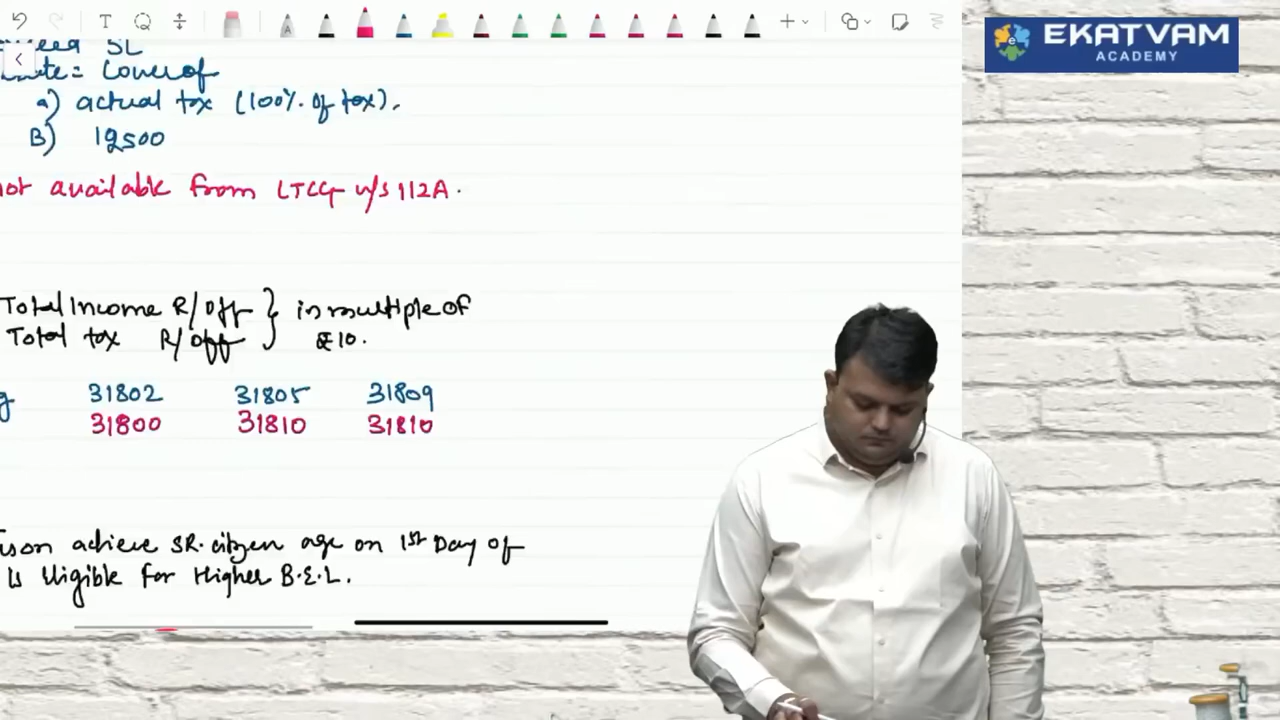 EKATVAM
ACADEMY
SL
Lower of
a) actual tax (100% of tax).
B) 12500
not available from LTCG u/s 112A.
Total Income R/off } in multiple of
Total tax R/off ₹10.
31802 31805 31809
31800 31810 31810
achieve SR. citizen age on 1st Day of
is eligible for Higher B.E.L.